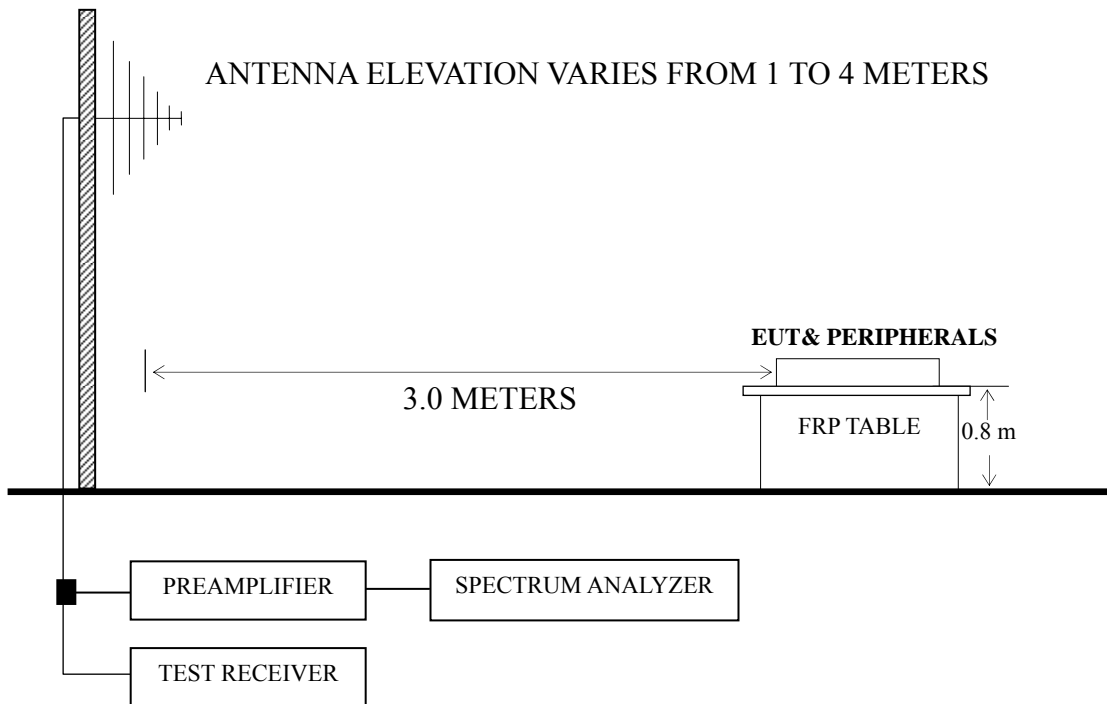 ANTENNA ELEVATION VARIES FROM 1 TO 4 METERS
EUT& PERIPHERALS
3.0 METERS
FRP TABLE
0.8 m
PREAMPLIFIER
SPECTRUM ANALYZER
TEST RECEIVER